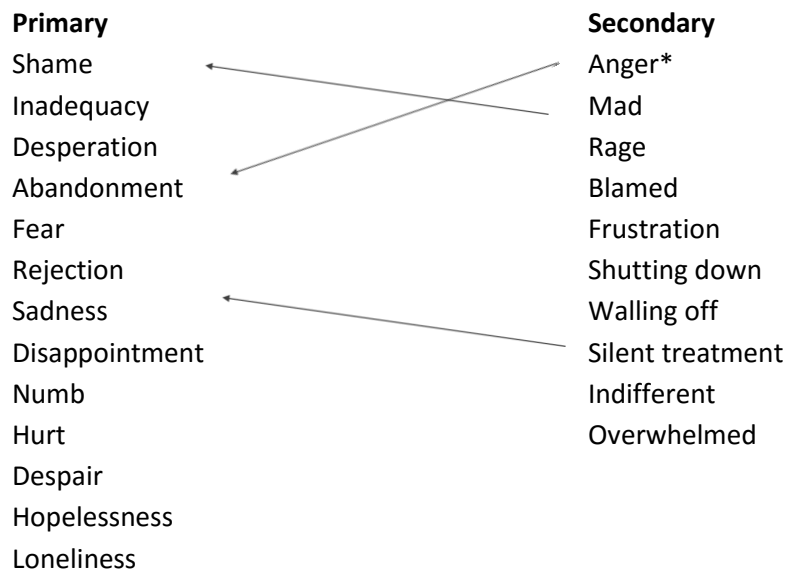 Primary
Shame
Inadequacy
Desperation
Abandonment
Fear
Rejection
Sadness
Disappointment
Numb
Hurt
Despair
Hopelessness
Loneliness
Secondary
Anger*
Mad
Rage
Blamed
Frustration
Shutting down
Walling off
Silent treatment
Indifferent
Overwhelmed